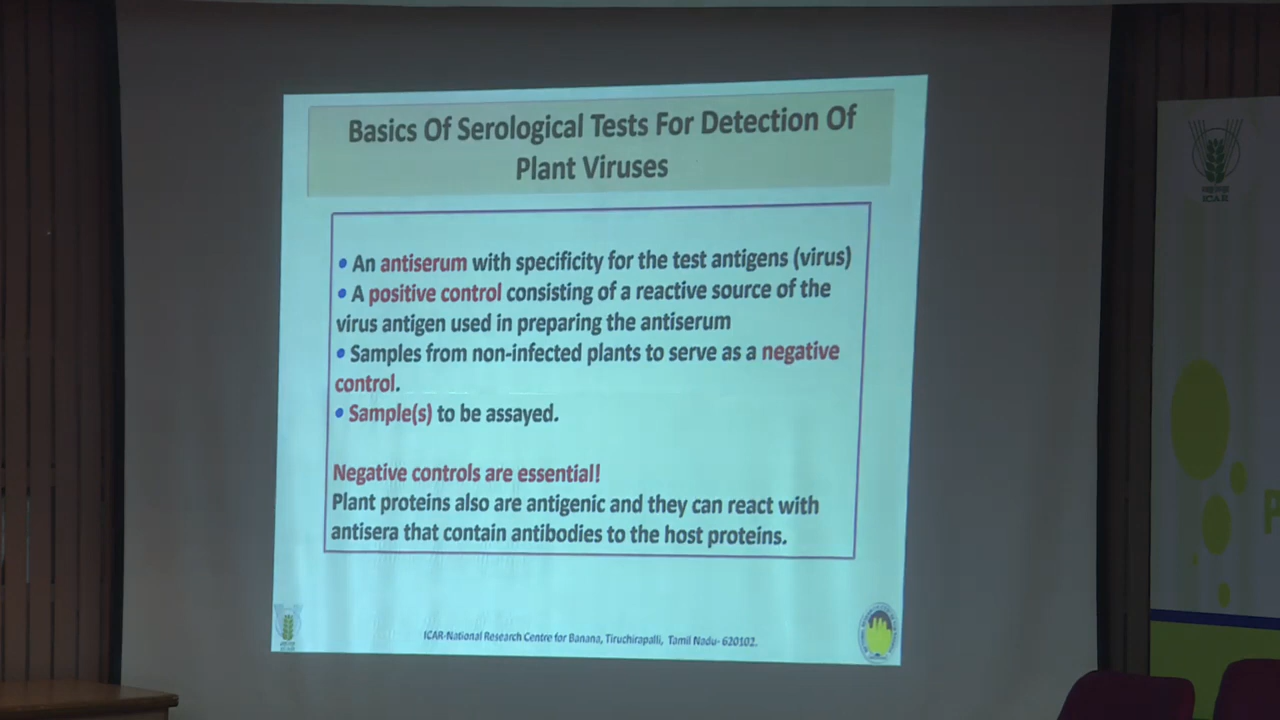 Basics Of Serological Tests For Detection Of
Plant Viruses
• An antiserum with specificity for the test antigens (virus)
• A positive control consisting of a reactive source of the
virus antigen used in preparing the antiserum
• Samples from non-infected plants to serve as a negative
control.
• Sample(s) to be assayed.
Negative controls are essential!
Plant proteins also are antigenic and they can react with
antisera that contain antibodies to the host proteins.
ICAR-National Research Centre for Banana, Tiruchirapalli, Tamil Nadu- 620102.
ICAR